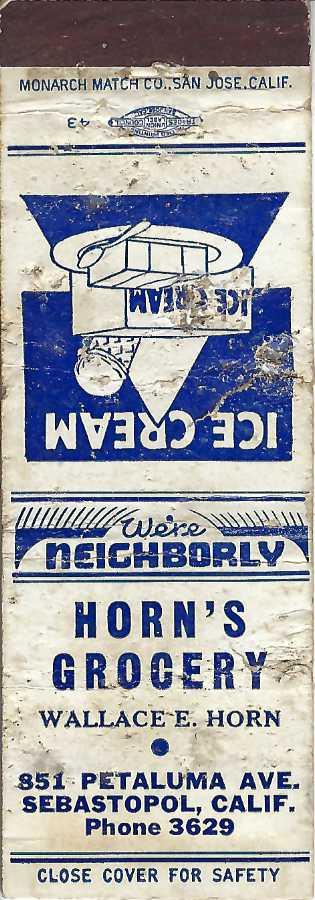 MONARCH MATCH CO., SAN JOSE, CALIF.
43
ICE CREAM
ICE CREAM
We're
NEIGHBORLY
HORN'S
GROCERY
WALLACE E. HORN
851 PETALUMA AVE.
SEBASTOPOL, CALIF.
Phone 3629
CLOSE COVER FOR SAFETY